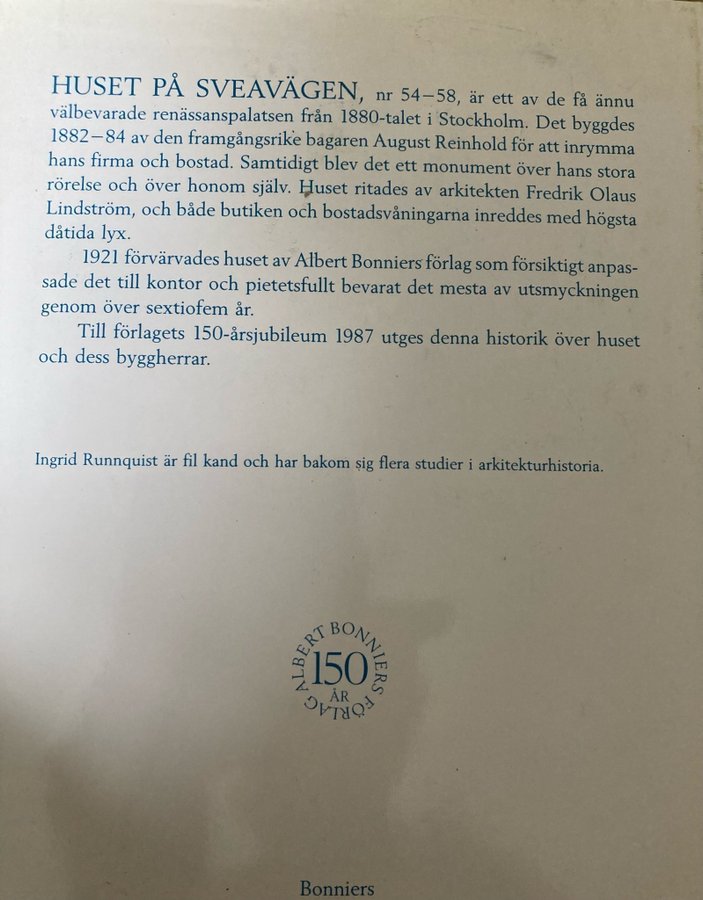 HUSET PÅ SVEAVÄGEN, nr 54–58, är ett av de få ännu
välbevarade renässanspalatsen från 1880-talet i Stockholm. Det byggdes
1882–84 av den framgångsrike bagaren August Reinhold för att inrymma
hans firma och bostad. Samtidigt blev det ett monument över hans stora
rörelse och över honom själv. Huset ritades av arkitekten Fredrik Olaus
Lindström, och både butiken och bostadsvåningarna inreddes med högsta
dåtida lyx.
1921 förvärvades huset av Albert Bonniers förlag som försiktigt anpas-
sade det till kontor och pietetsfullt bevarat det mesta av utsmyckningen
genom över sextiofem år.
Till förlagets 150-årsjubileum 1987 utges denna historik över huset
och dess byggherrar.
Ingrid Runnquist är fil kand och har bakom sig flera studier i arkitekturhistoria.
ALBERT BONNIERS FÖRLAG
150
ÅR
Bonniers